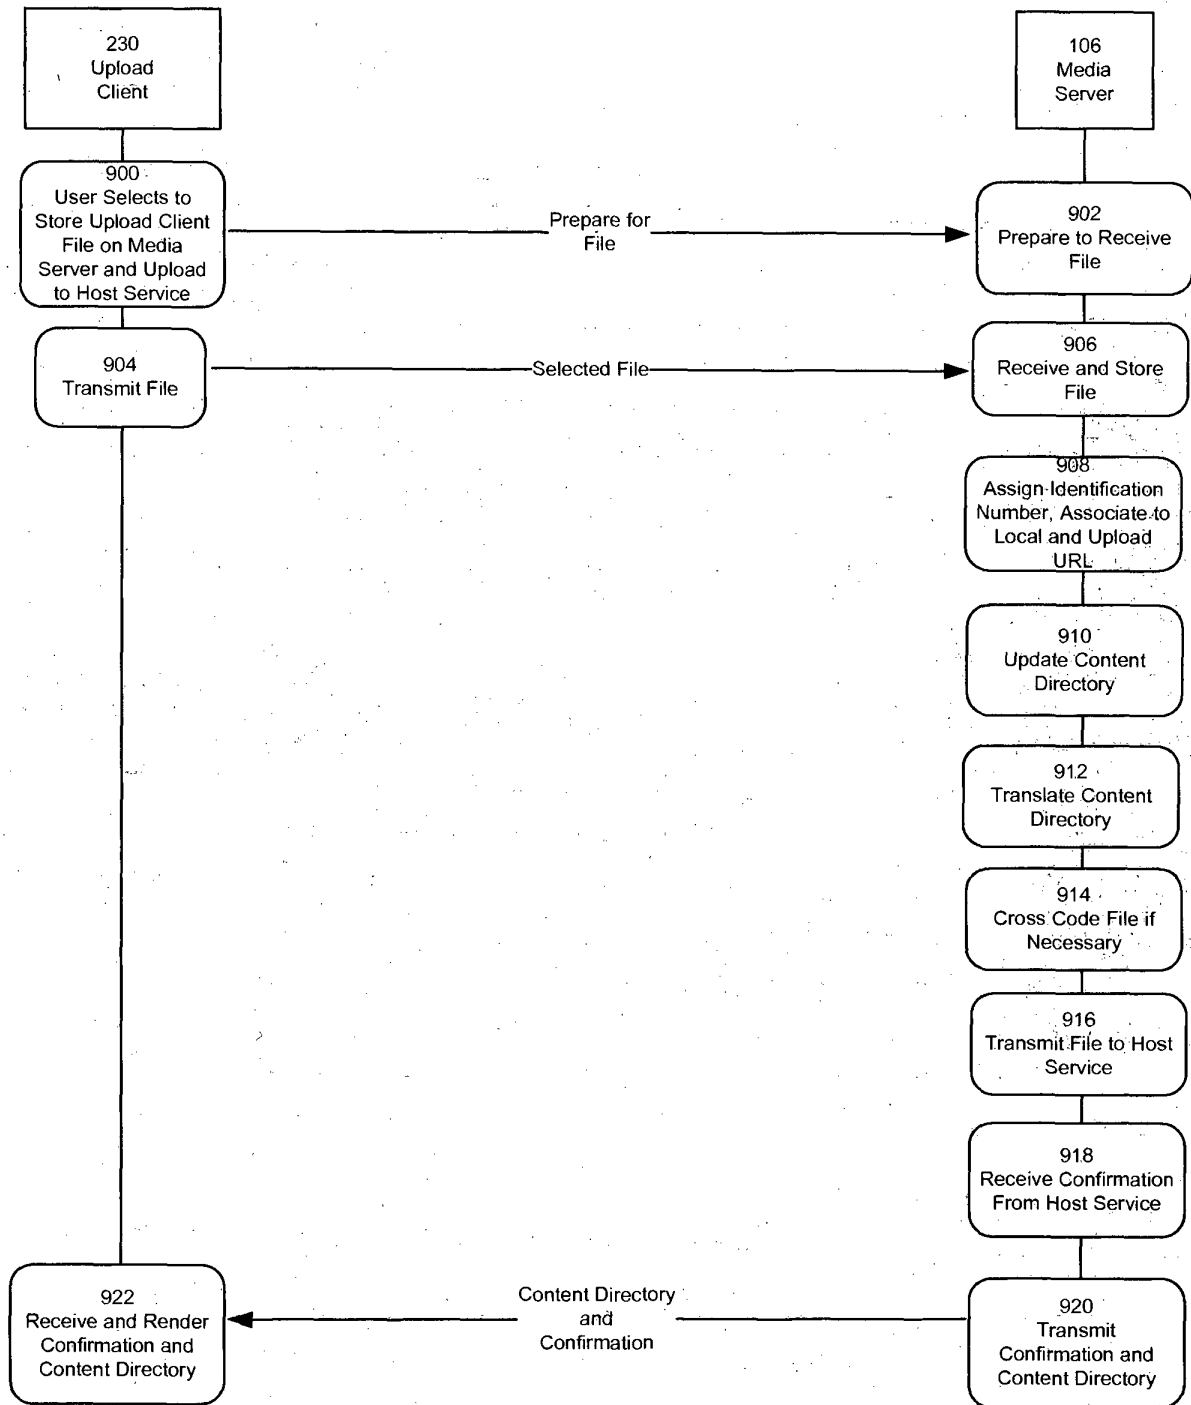 230
Upload
Client
106
Media
Server
900
User Selects to
Store Upload Client
File on Media
Server and Upload
to Host Service
Prepare for
File
902
Prepare to Receive
File
904
Transmit File
Selected File
906
Receive and Store
File
908
Assign Identification
Number, Associate to
Local and Upload
URL
910
Update Content
Directory
912
Translate Content
Directory
914
Cross Code File if
Necessary
916
Transmit File to Host
Service
918
Receive Confirmation
From Host Service
922
Receive and Render
Confirmation and
Content Directory
Content Directory
and
Confirmation
920
Transmit
Confirmation and
Content Directory